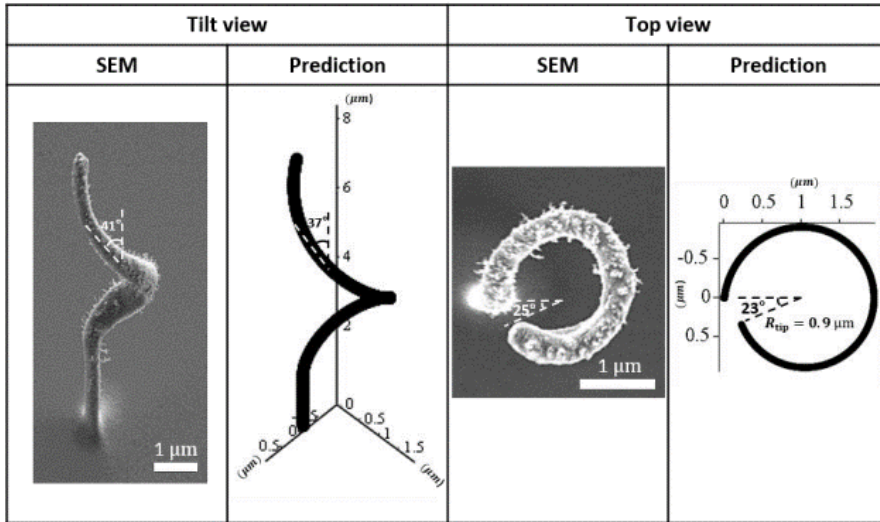 Tilt view
Top view
SEM
Prediction
SEM
Prediction
41°
1 μm
(μm)
8
6
37°
4
2
0
0.5
1
1.5
(μm)
0.5
(μm)
25°
1 μm
(μm)
0 0.5 1 1.5
-0.5
0
(μm)
0.5
23°
R_tip = 0.9 μm